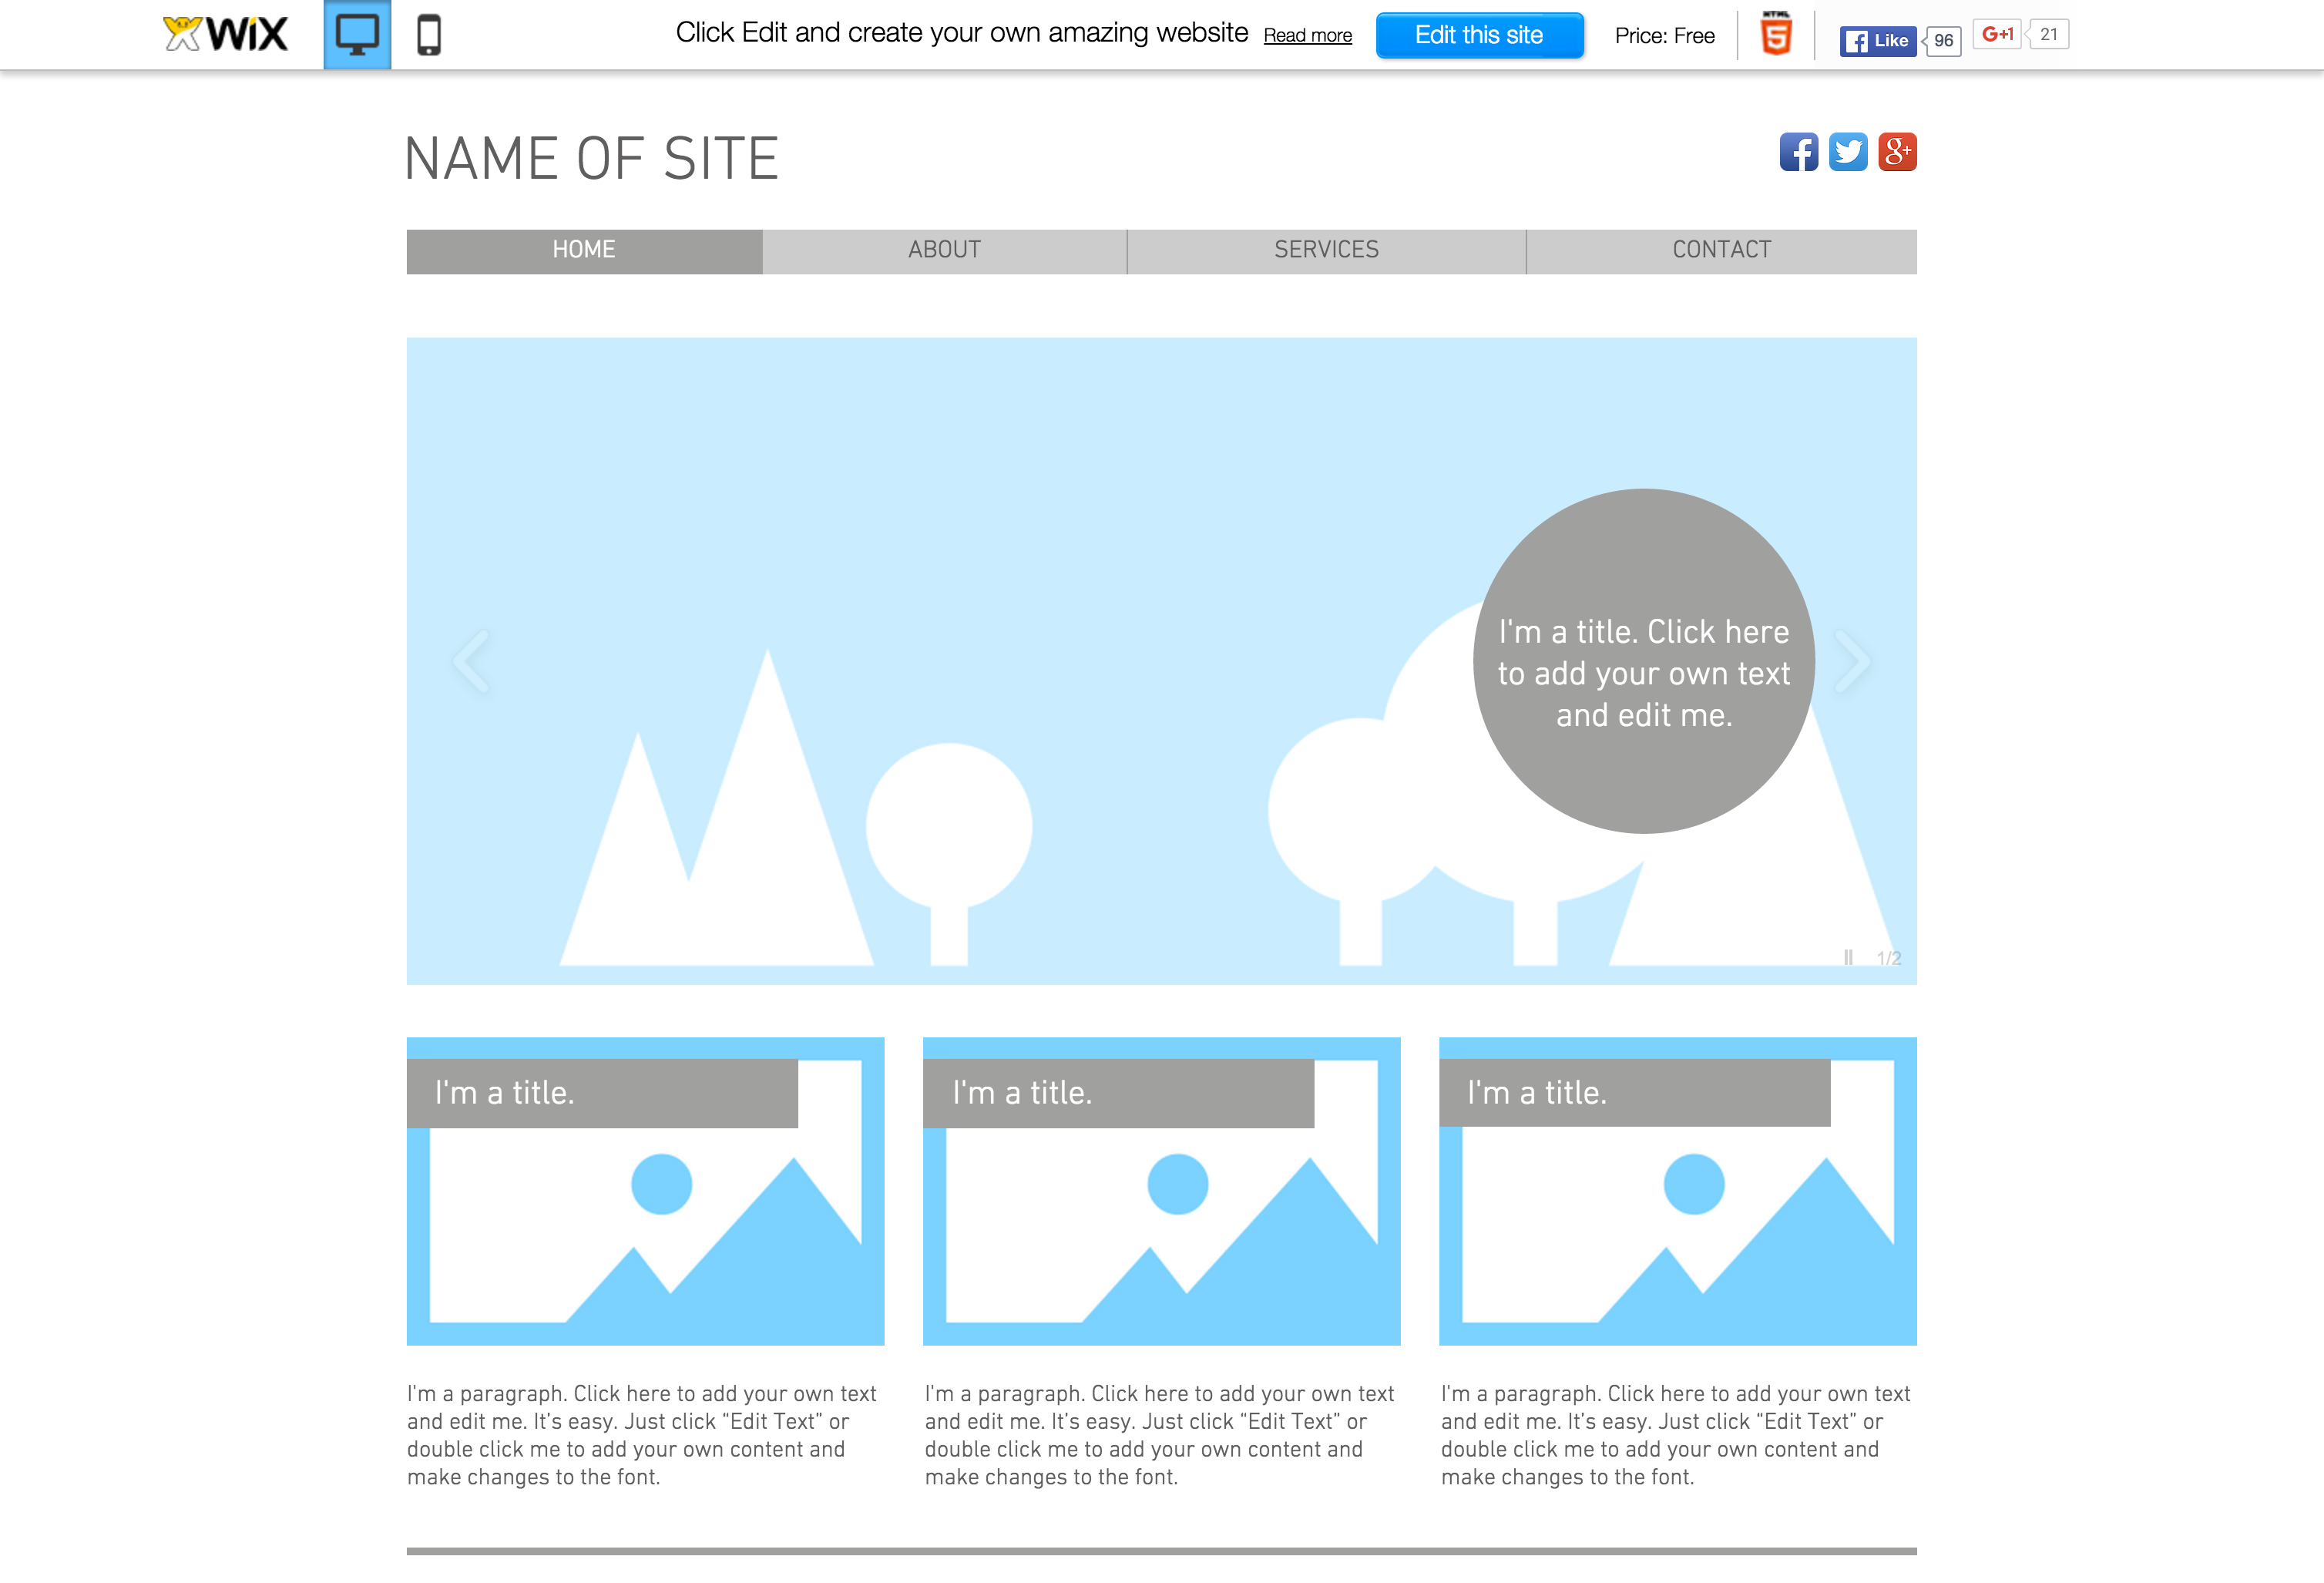 WiX
Click Edit and create your own amazing website Read more
Edit this site
Price: Free
HTML
5
Like 96
G+1 21
NAME OF SITE
g+
HOME ABOUT SERVICES CONTACT
I'm a title. Click here
to add your own text
and edit me.
1/2
I'm a title.
I'm a title.
I'm a title.
I'm a paragraph. Click here to add your own text
and edit me. It's easy. Just click “Edit Text” or
double click me to add your own content and
make changes to the font.
I'm a paragraph. Click here to add your own text
and edit me. It's easy. Just click “Edit Text” or
double click me to add your own content and
make changes to the font.
I'm a paragraph. Click here to add your own text
and edit me. It's easy. Just click “Edit Text” or
double click me to add your own content and
make changes to the font.